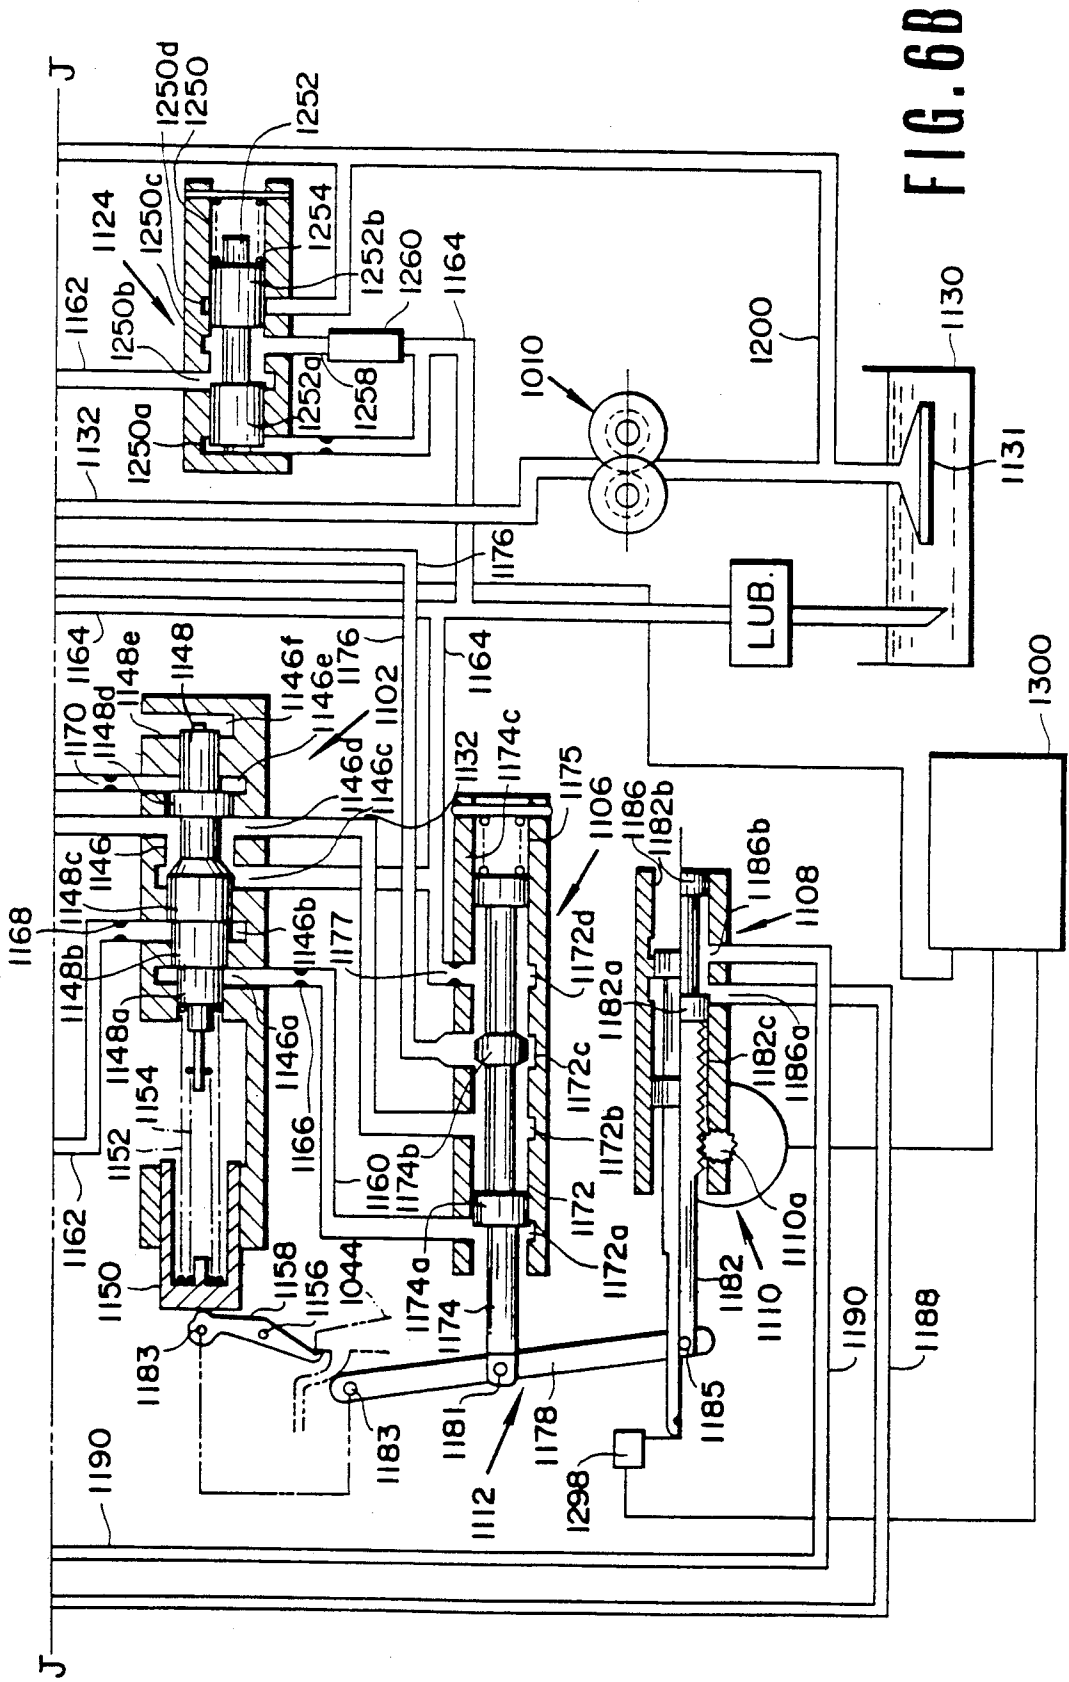 J
1250d
1250
1252
1124
1250c
1254
1252b
1260
1164
1162
1250b
1252a
1258
1132
1250a
1010
1200
1130
1131
FIG.6B
1176
1164
LUB.
1300
1148e
1148
1146f
1146e
1176
1170
1148d
1102
1146d
1146c
1164
1132
1174c
1175
1106
1186
1182b
1186b
1108
1168
1148c
1146
1148b
1146b
1177
1172d
1148a
1146a
1182a
1172c
1182c
1186a
1154
1152
1166
1160
1174b
1172b
1172
1110a
1162
1150
1158
1156
1044
1174a
1174
1172a
1182
1110
1190
1188
1183
1183
1181
1178
1185
1112
1298
1190
J